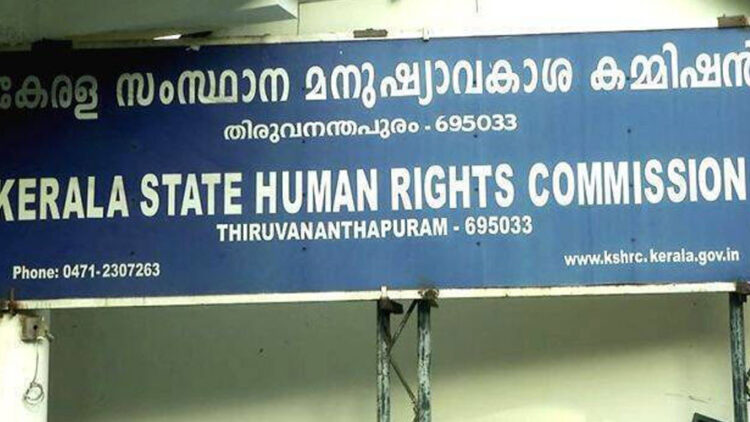 കേരള സംസ്ഥാന മനുഷ്യാവകാശ കമ്മിഷൻ
തിരുവനന്തപുരം - 695033
KERALA STATE HUMAN RIGHTS COMMISSION
THIRUVANANTHAPURAM - 695033
Phone: 0471-2307263
www.kshrc.kerala.gov.in